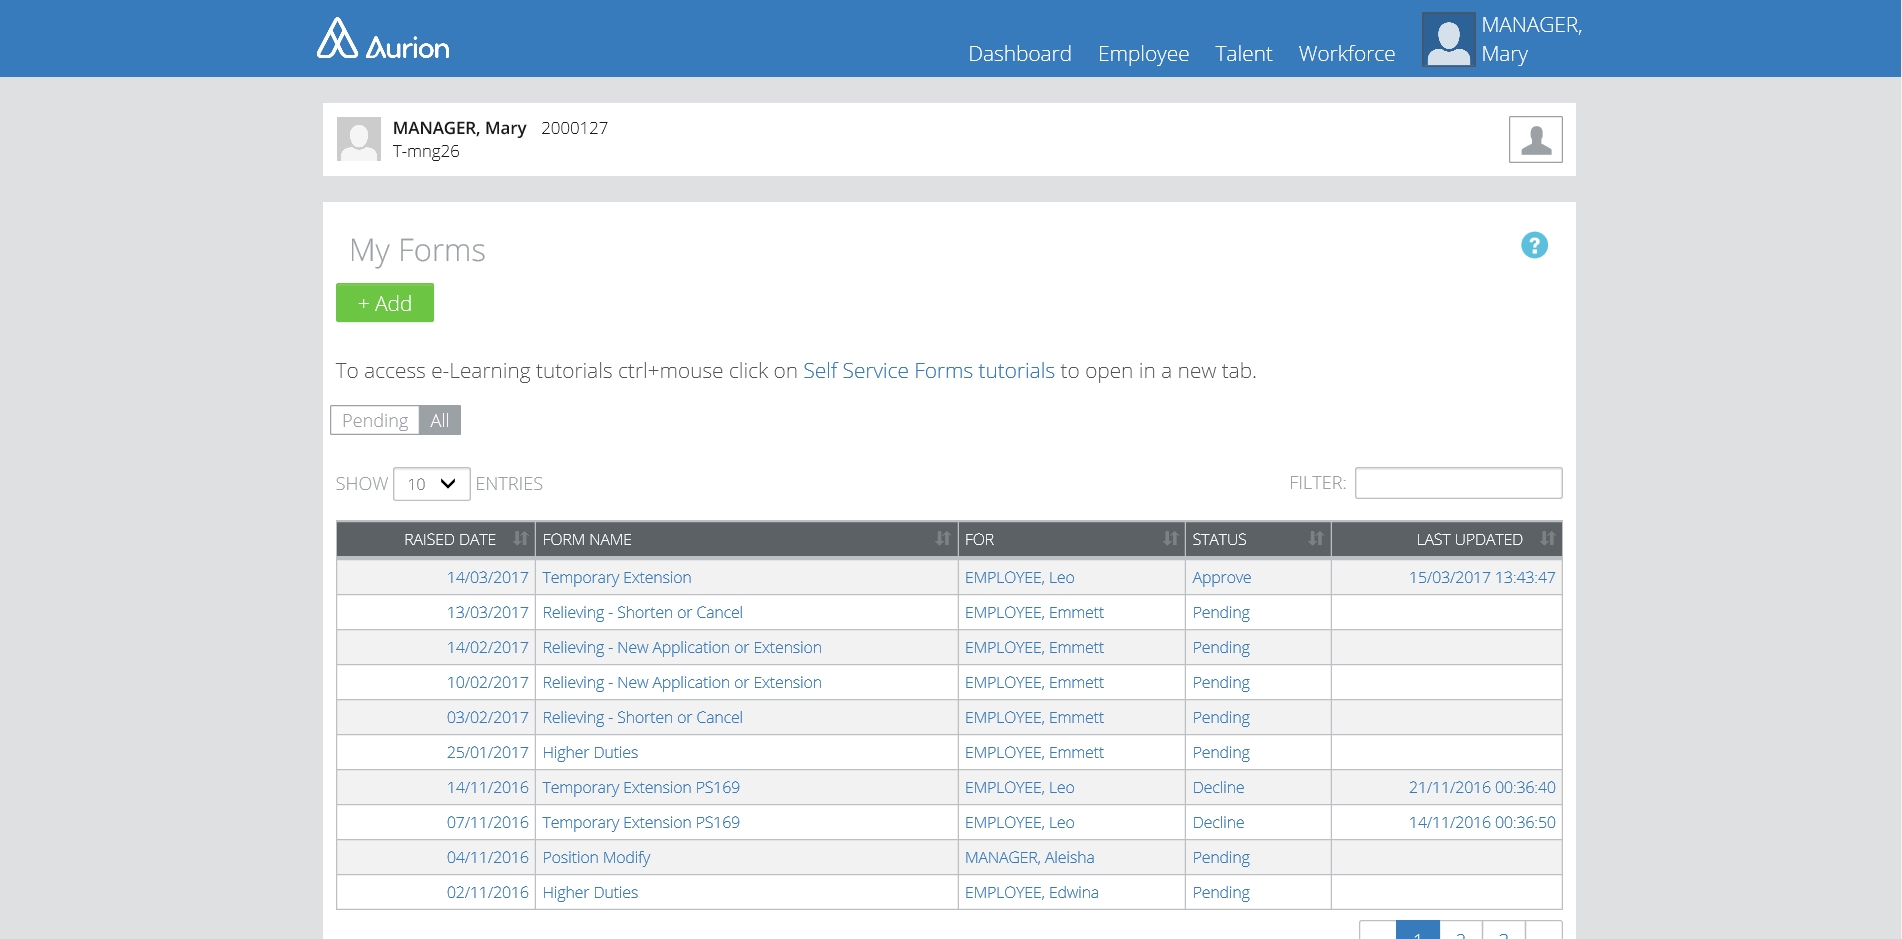 Aurion
Dashboard Employee Talent Workforce MANAGER, Mary
MANAGER, Mary 2000127
T-mng26
My Forms
?
+ Add
To access e-Learning tutorials ctrl+mouse click on Self Service Forms tutorials to open in a new tab.
Pending All
SHOW 10 ENTRIES FILTER:
RAISED DATE FORM NAME FOR STATUS LAST UPDATED
14/03/2017 Temporary Extension EMPLOYEE, Leo Approve 15/03/2017 13:43:47
13/03/2017 Relieving - Shorten or Cancel EMPLOYEE, Emmett Pending
14/02/2017 Relieving - New Application or Extension EMPLOYEE, Emmett Pending
10/02/2017 Relieving - New Application or Extension EMPLOYEE, Emmett Pending
03/02/2017 Relieving - Shorten or Cancel EMPLOYEE, Emmett Pending
25/01/2017 Higher Duties EMPLOYEE, Emmett Pending
14/11/2016 Temporary Extension PS169 EMPLOYEE, Leo Decline 21/11/2016 00:36:40
07/11/2016 Temporary Extension PS169 EMPLOYEE, Leo Decline 14/11/2016 00:36:50
04/11/2016 Position Modify MANAGER, Aleisha Pending
02/11/2016 Higher Duties EMPLOYEE, Edwina Pending
1 2 3